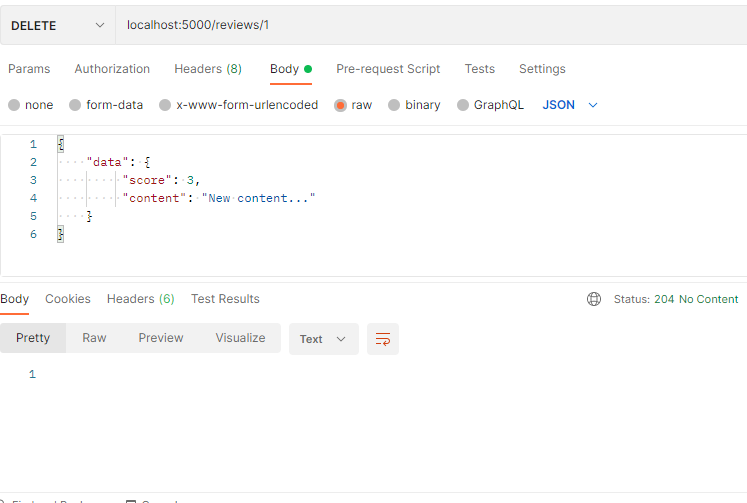 DELETE localhost:5000/reviews/1
Params Authorization Headers (8) Body Pre-request Script Tests Settings
none form-data x-www-form-urlencoded raw binary GraphQL JSON
1 {
2 "data": {
3 "score": 3,
4 "content": "New content..."
5 }
6 }
Body Cookies Headers (6) Test Results Status: 204 No Content
Pretty Raw Preview Visualize Text
1